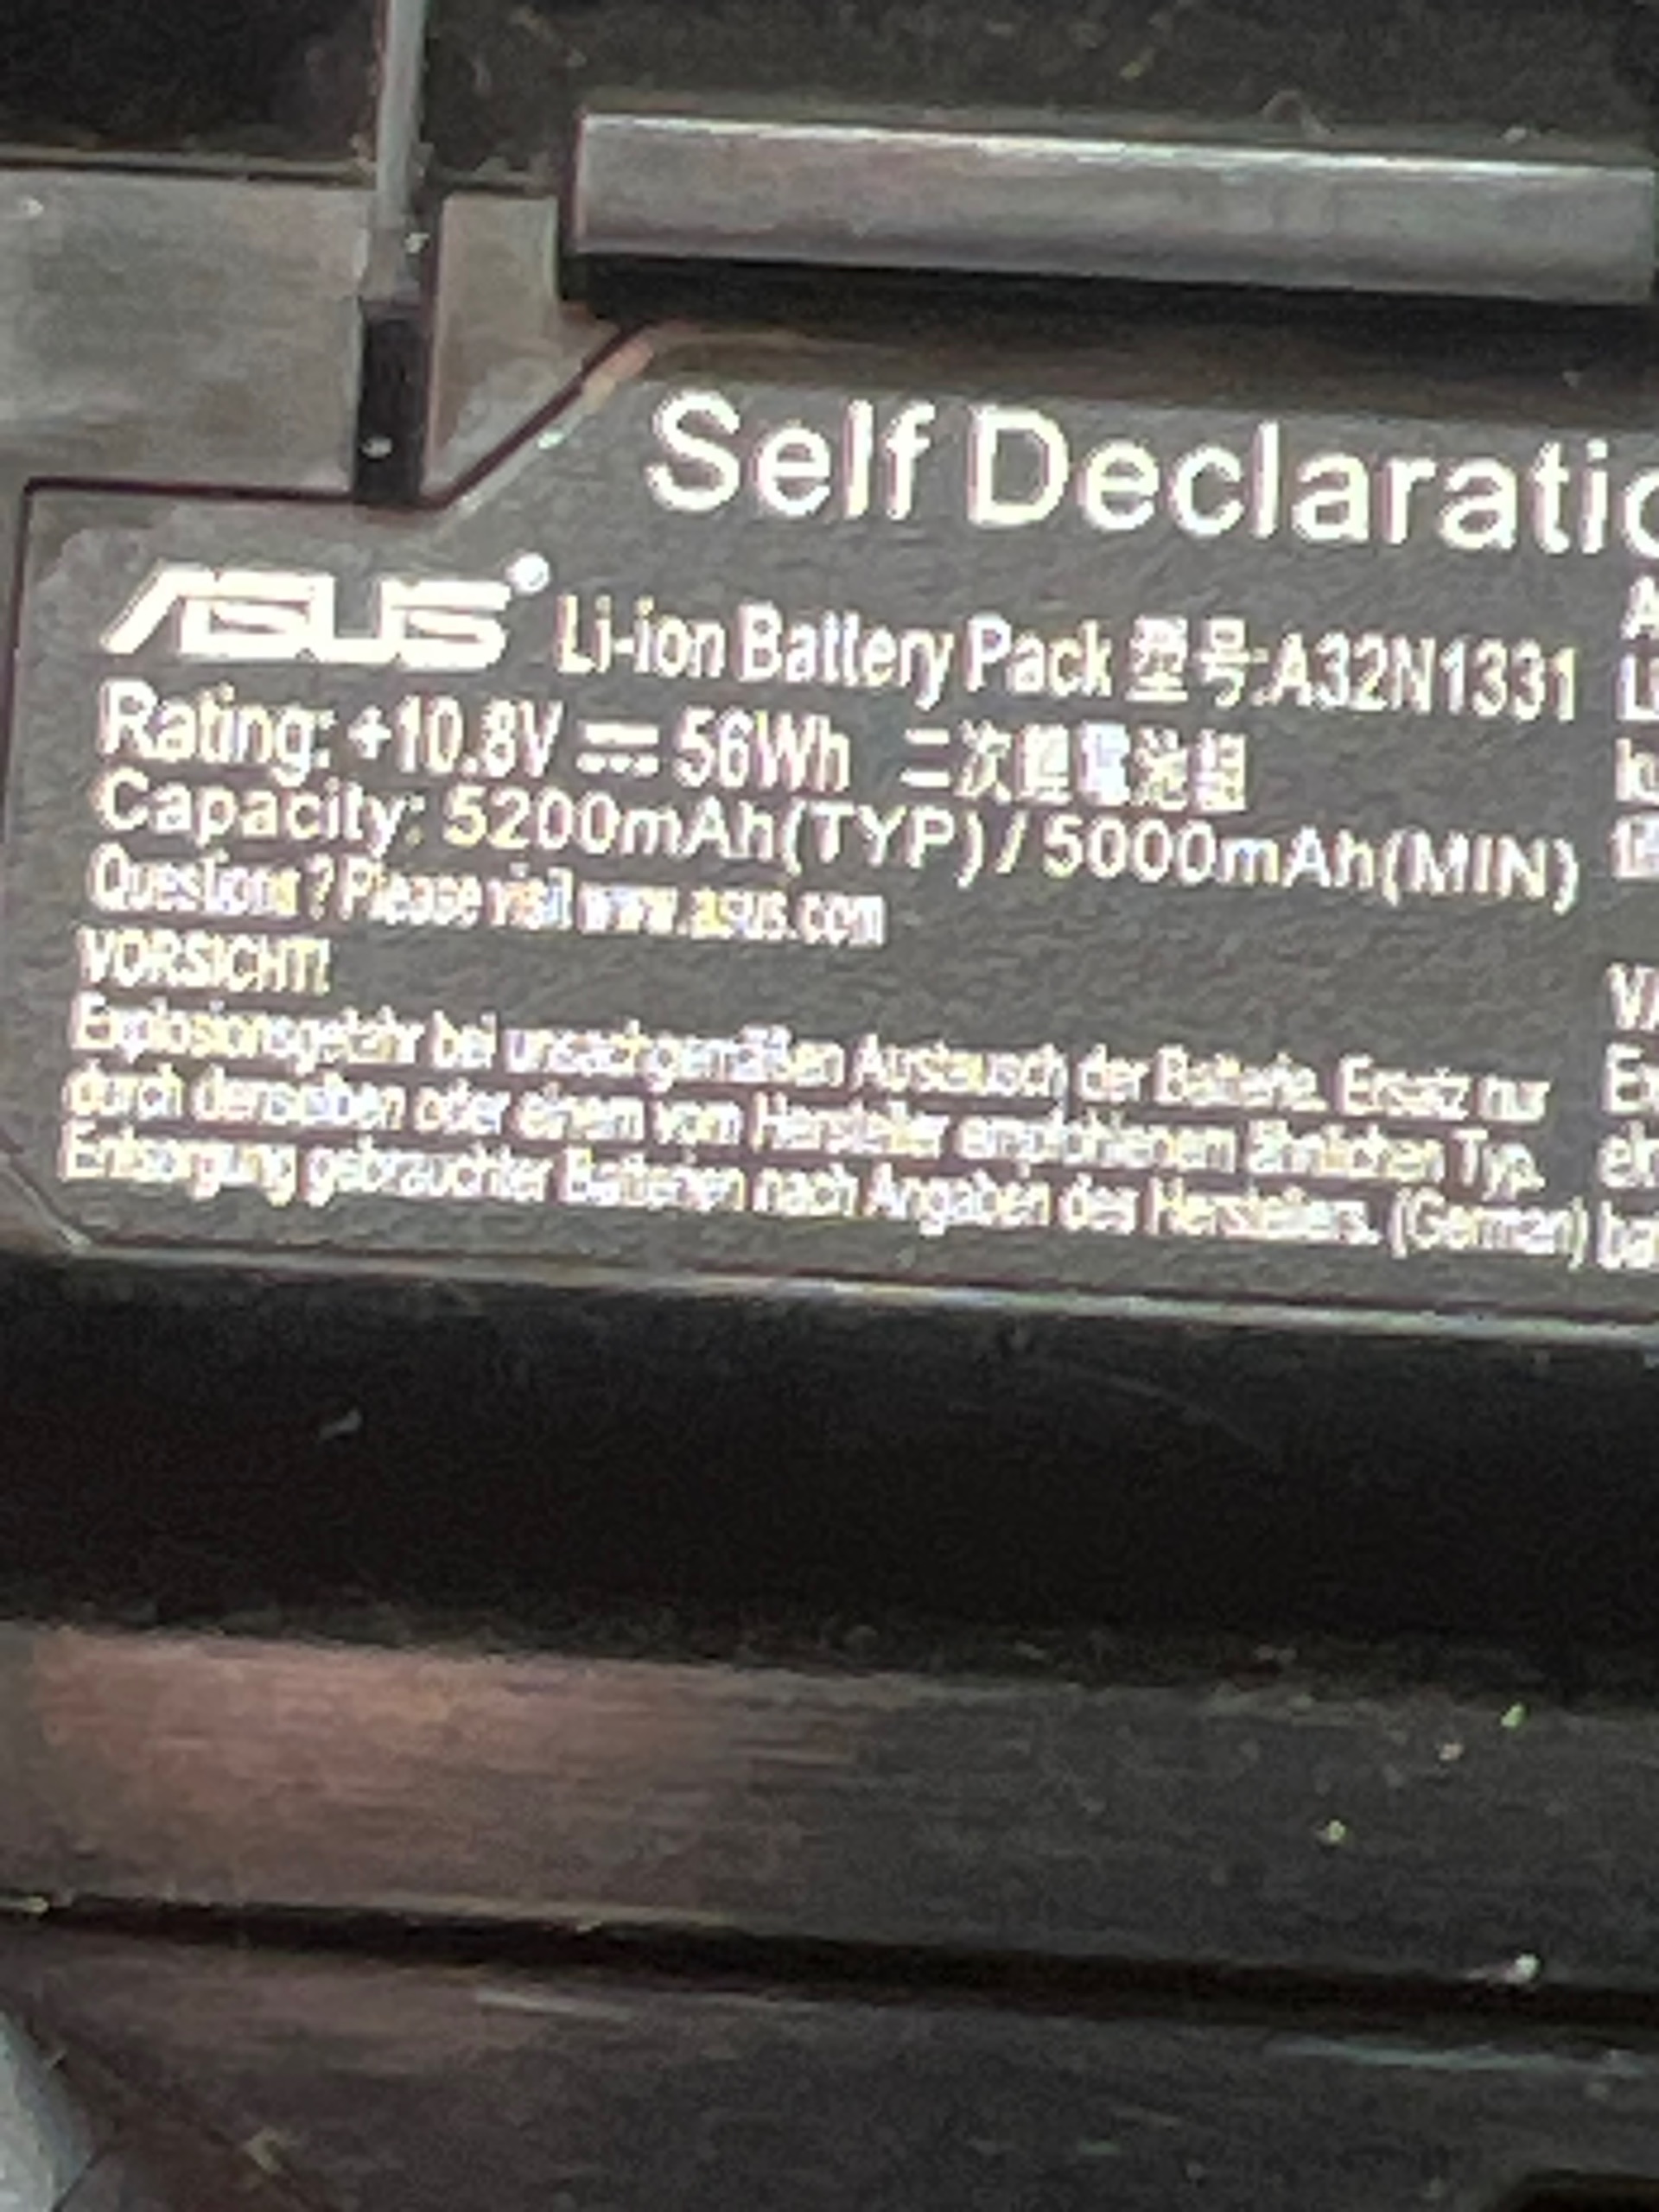 Self Declaratio
ASUS® Li-ion Battery Pack 型号:A32N1331
Rating: +10.8V ⎓ 56Wh 二次鋰電池組
Capacity: 5200mAh(TYP) / 5000mAh(MIN)
Questions ? Please visit www.asus.com
VORSICHT!
Explosionsgefahr bei unsachgemäßen Austausch der Batterie. Ersatz nur
durch denselben oder einem vom Hersteller empfohlenem ähnlichen Typ.
Entsorgung gebrauchter Batterien nach Angaben des Herstellers. (German)